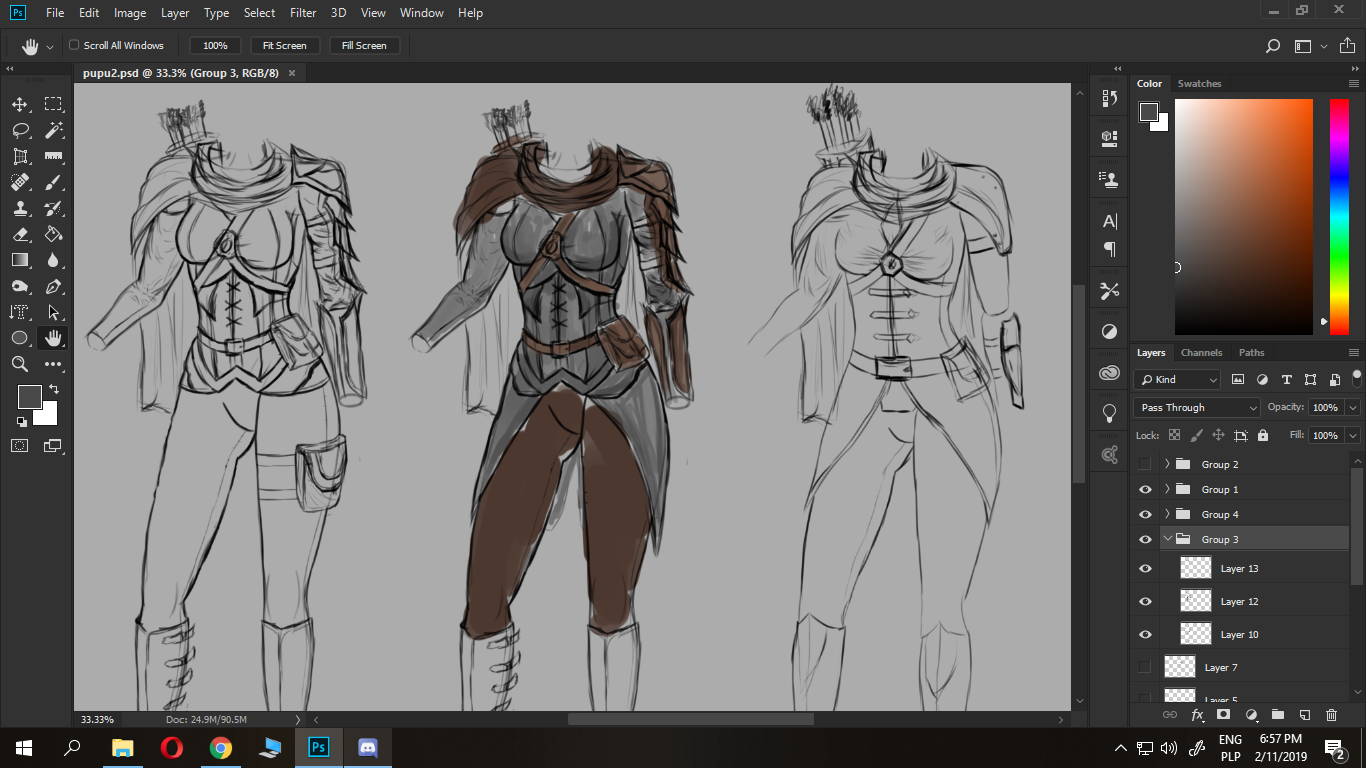 Ps File Edit Image Layer Type Select Filter 3D View Window Help
Scroll All Windows 100% Fit Screen Fill Screen
pupu2.psd @ 33.3% (Group 3, RGB/8) ×
Color Swatches
Layers Channels Paths
Kind
Pass Through Opacity: 100%
Lock: Fill: 100%
Group 2
Group 1
Group 4
Group 3
Layer 13
Layer 12
Layer 10
Layer 7
Layer 5
33.33% Doc: 24.9M/90.5M
fx
Ps ENG 6:57 PM
PLP 2/11/2019 2